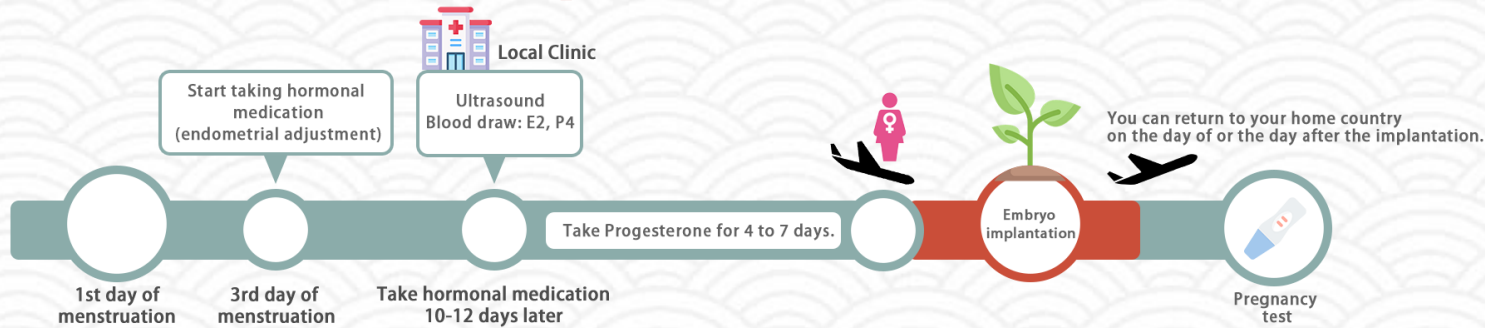 Local Clinic
Start taking hormonal
medication
(endometrial adjustment)
Ultrasound
Blood draw: E2, P4
You can return to your home country
on the day of or the day after the implantation.
Take Progesterone for 4 to 7 days.
Embryo
implantation
1st day of
menstruation
3rd day of
menstruation
Take hormonal medication
10-12 days later
Pregnancy
test